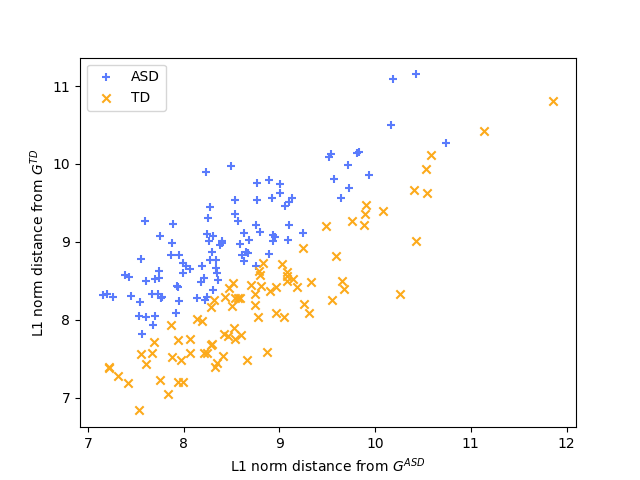 ASD
TD
11
10
9
8
7
L1 norm distance from G^{TD}
7 8 9 10 11 12
L1 norm distance from G^{ASD}